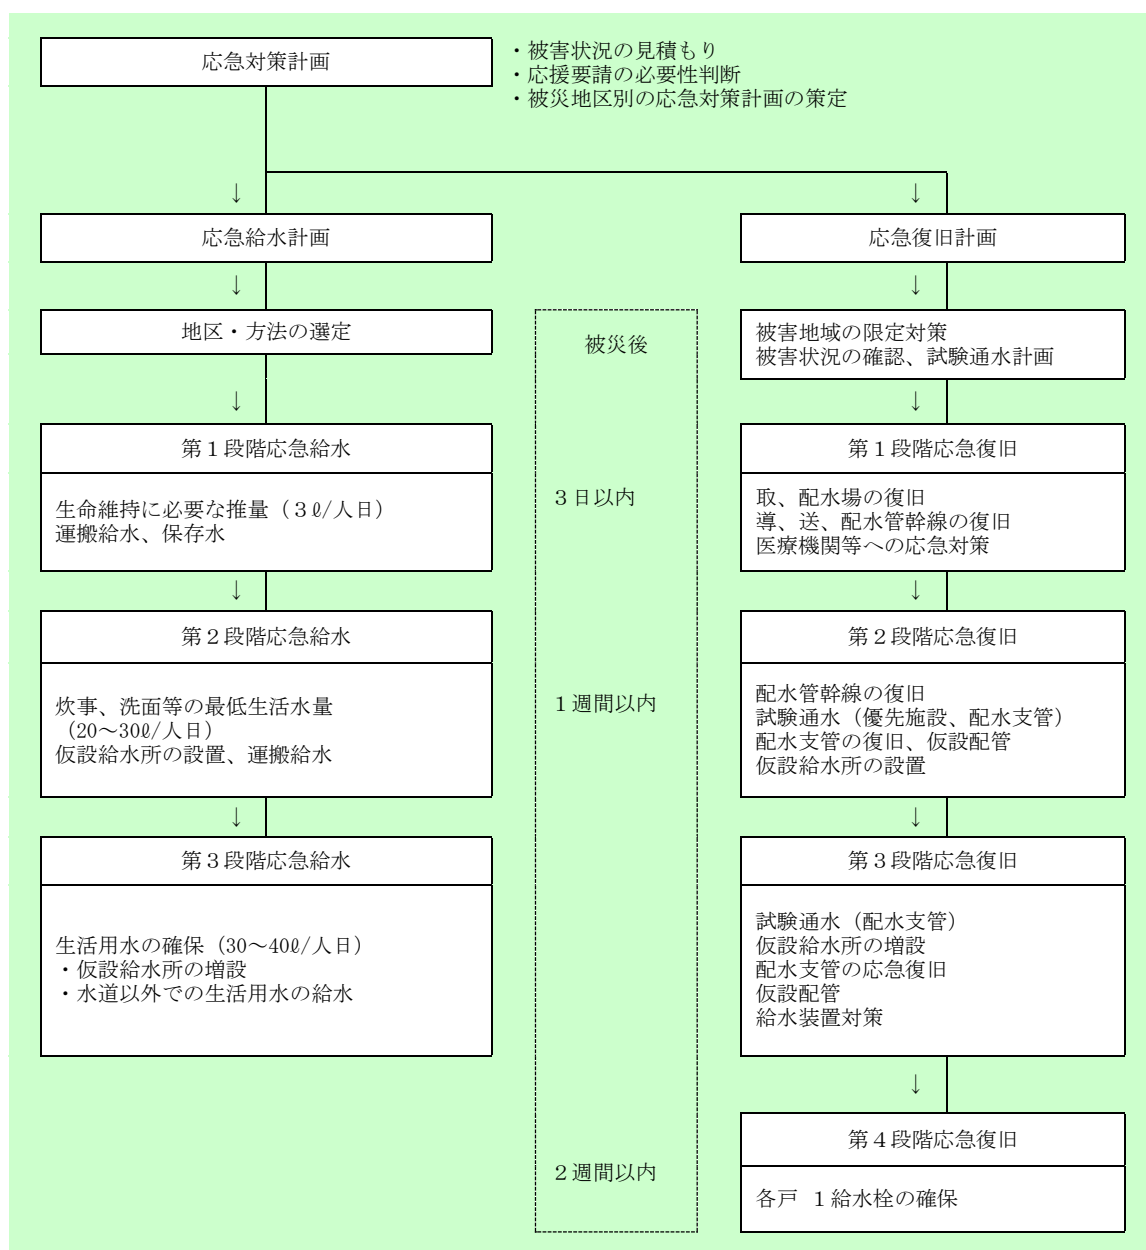 応急対策計画
・被害状況の見積もり
・応援要請の必要性判断
・被災地区別の応急対策計画の策定
↓
↓
応急給水計画
応急復旧計画
↓
↓
地区・方法の選定
被災後
被害地域の限定対策
被害状況の確認、試験通水計画
↓
↓
第１段階応急給水
生命維持に必要な推量（３ℓ/人日）
運搬給水、保存水
３日以内
第１段階応急復旧
取、配水場の復旧
導、送、配水管幹線の復旧
医療機関等への応急対策
↓
↓
第２段階応急給水
炊事、洗面等の最低生活水量
（20～30ℓ/人日）
仮設給水所の設置、運搬給水
１週間以内
第２段階応急復旧
配水管幹線の復旧
試験通水（優先施設、配水支管）
配水支管の復旧、仮設配管
仮設給水所の設置
↓
↓
第３段階応急給水
生活用水の確保（30～40ℓ/人日）
・仮設給水所の増設
・水道以外での生活用水の給水
第３段階応急復旧
試験通水（配水支管）
仮設給水所の増設
配水支管の応急復旧
仮設配管
給水装置対策
↓
２週間以内
第４段階応急復旧
各戸 １給水栓の確保